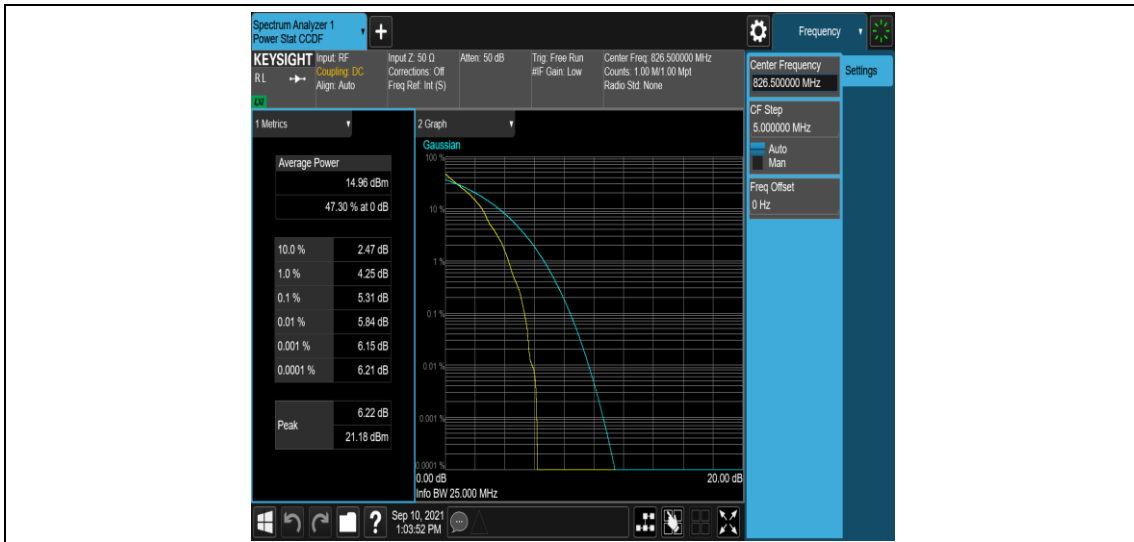 Spectrum Analyzer 1
Power Stat CCDF
+
Frequency
KEYSIGHT
RL
LXI
Input: RF
Coupling: DC
Align: Auto
Input Z: 50 Ω
Corrections: Off
Freq Ref: Int (S)
Atten: 50 dB
Trig: Free Run
#IF Gain: Low
Center Freq: 826.500000 MHz
Counts: 1.00 M/1.00 Mpt
Radio Std: None
Center Frequency
826.500000 MHz
Settings
CF Step
5.000000 MHz
Auto
Man
Freq Offset
0 Hz
1 Metrics
Average Power
14.96 dBm
47.30 % at 0 dB
10.0 % 2.47 dB
1.0 % 4.25 dB
0.1 % 5.31 dB
0.01 % 5.84 dB
0.001 % 6.15 dB
0.0001 % 6.21 dB
Peak
6.22 dB
21.18 dBm
2 Graph
Gaussian
100 %
10 %
1 %
0.1 %
0.01 %
0.001 %
0.0001 %
0.00 dB 20.00 dB
Info BW 25.000 MHz
?
Sep 10, 2021
1:03:52 PM